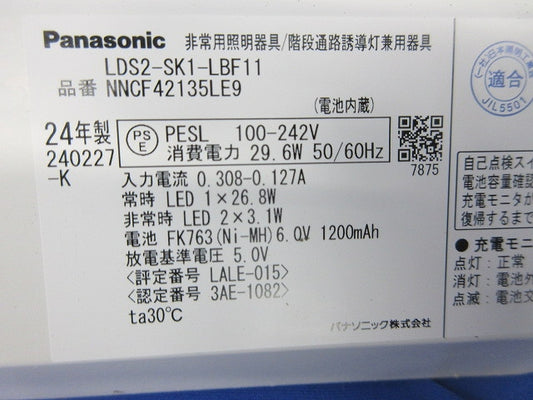 Panasonic 非常用照明器具/階段通路誘導灯兼用器具
LDS2-SK1-LBF11
品番 NNCF42135LE9
(電池内蔵)
24年製
240227
-K
PS
E
PESL 100-242V
消費電力 29.6W 50/60Hz
7875
入力電流 0.308-0.127A
常時 LED 1×26.8W
非常時 LED 2×3.1W
電池 FK763(Ni-MH)6.0V 1200mAh
放電基準電圧 5.0V
<評定番号 LALE-015>
<認定番号 3AE-1082>
ta30℃
パナソニック株式会社
適合
JIL5501
自己点検スイ
電池容量確認
充電モニタが
復帰するまで
● 充電モニ
点灯:正常
消灯:電池外
点滅:電池交